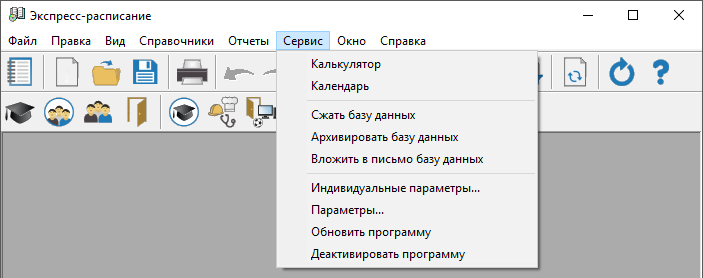 Экспресс-расписание
Файл Правка Вид Справочники Отчеты Сервис Окно Справка
Калькулятор
Календарь
Сжать базу данных
Архивировать базу данных
Вложить в письмо базу данных
Индивидуальные параметры...
Параметры...
Обновить программу
Деактивировать программу